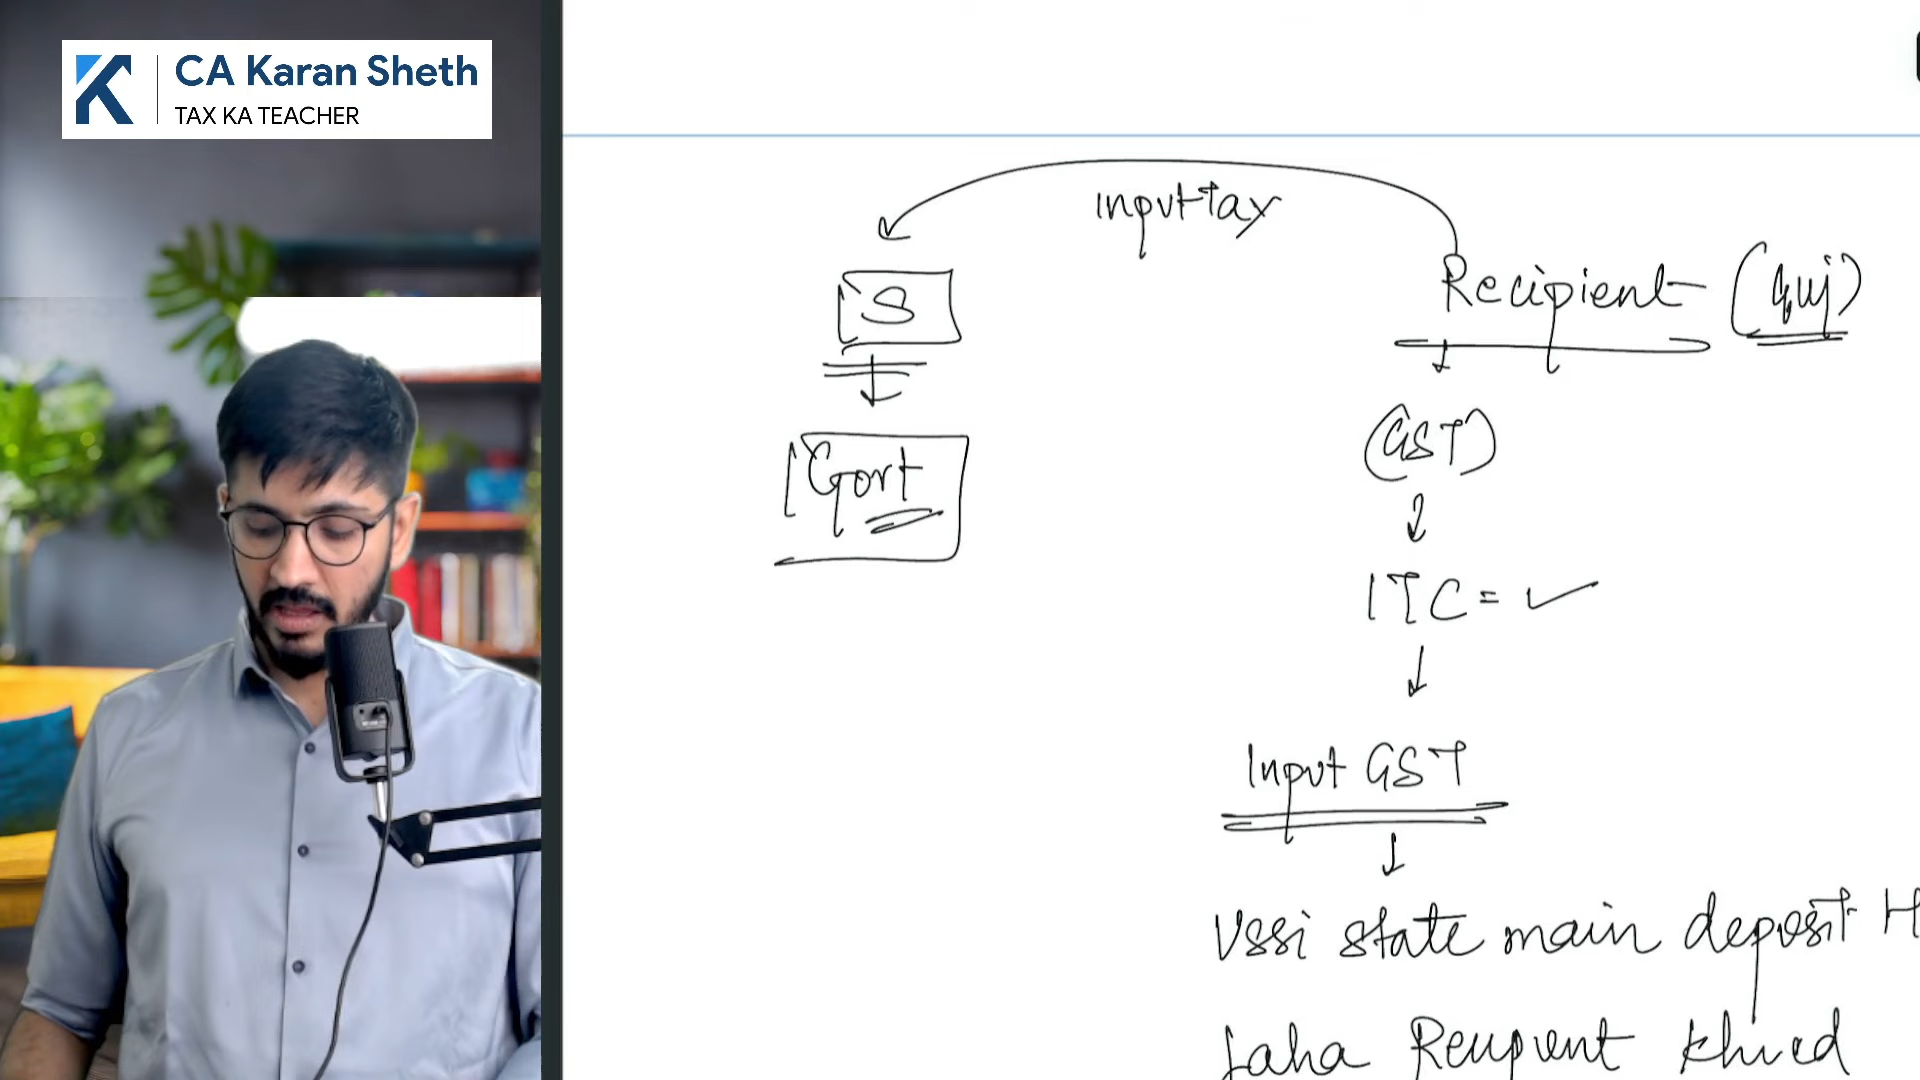 CA Karan Sheth
TAX KA TEACHER
input tax
S
Recipient (Guj)
Govt
(GST)
ITC = ✓
Input GST
Ussi state main deposit H
Jaha Recipient khud